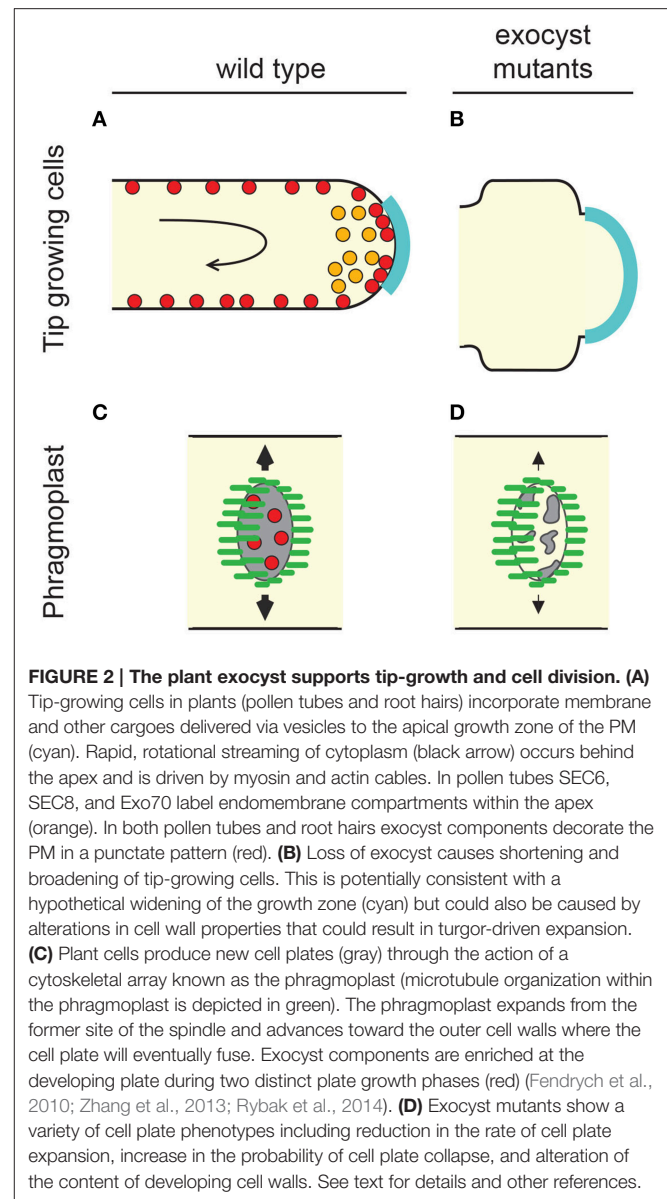 wild type
exocyst
mutants
A
B
Tip growing cells
C
D
Phragmoplast
FIGURE 2 | The plant exocyst supports tip-growth and cell division. (A)
Tip-growing cells in plants (pollen tubes and root hairs) incorporate membrane
and other cargoes delivered via vesicles to the apical growth zone of the PM
(cyan). Rapid, rotational streaming of cytoplasm (black arrow) occurs behind
the apex and is driven by myosin and actin cables. In pollen tubes SEC6,
SEC8, and Exo70 label endomembrane compartments within the apex
(orange). In both pollen tubes and root hairs exocyst components decorate the
PM in a punctate pattern (red). (B) Loss of exocyst causes shortening and
broadening of tip-growing cells. This is potentially consistent with a
hypothetical widening of the growth zone (cyan) but could also be caused by
alterations in cell wall properties that could result in turgor-driven expansion.
(C) Plant cells produce new cell plates (gray) through the action of a
cytoskeletal array known as the phragmoplast (microtubule organization within
the phragmoplast is depicted in green). The phragmoplast expands from the
former site of the spindle and advances toward the outer cell walls where the
cell plate will eventually fuse. Exocyst components are enriched at the
developing plate during two distinct plate growth phases (red) (Fendrych et al.,
2010; Zhang et al., 2013; Rybak et al., 2014). (D) Exocyst mutants show a
variety of cell plate phenotypes including reduction in the rate of cell plate
expansion, increase in the probability of cell plate collapse, and alteration of
the content of developing cell walls. See text for details and other references.